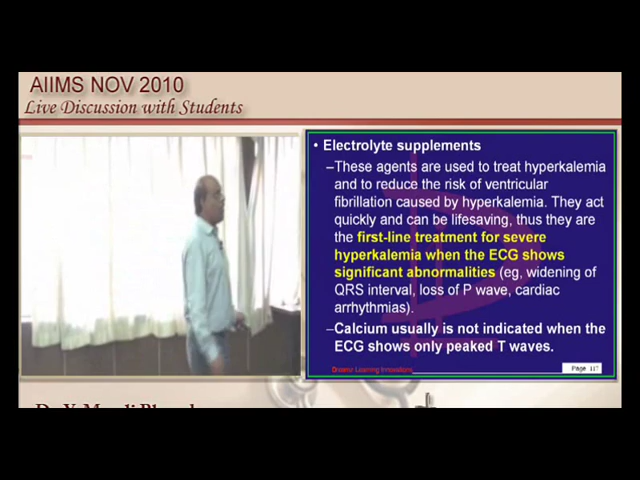 AIIMS NOV 2010
Live Discussion with Students
• Electrolyte supplements
–These agents are used to treat hyperkalemia
and to reduce the risk of ventricular
fibrillation caused by hyperkalemia. They act
quickly and can be lifesaving, thus they are
the first-line treatment for severe
hyperkalemia when the ECG shows
significant abnormalities (eg, widening of
QRS interval, loss of P wave, cardiac
arrhythmias).
–Calcium usually is not indicated when the
ECG shows only peaked T waves.
Learning Innovations
Page 117